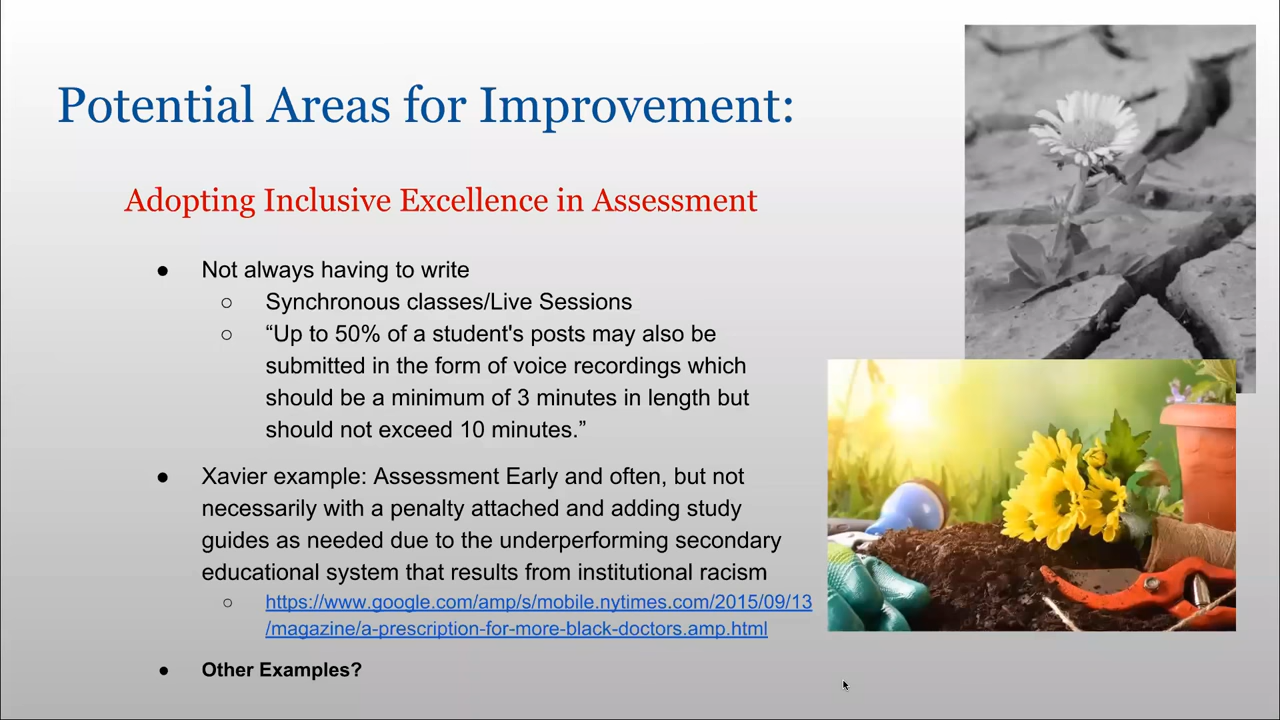 Potential Areas for Improvement:
Adopting Inclusive Excellence in Assessment
● Not always having to write
○ Synchronous classes/Live Sessions
○ “Up to 50% of a student's posts may also be
submitted in the form of voice recordings which
should be a minimum of 3 minutes in length but
should not exceed 10 minutes.”
● Xavier example: Assessment Early and often, but not
necessarily with a penalty attached and adding study
guides as needed due to the underperforming secondary
educational system that results from institutional racism
○ https://www.google.com/amp/s/mobile.nytimes.com/2015/09/13
/magazine/a-prescription-for-more-black-doctors.amp.html
● Other Examples?